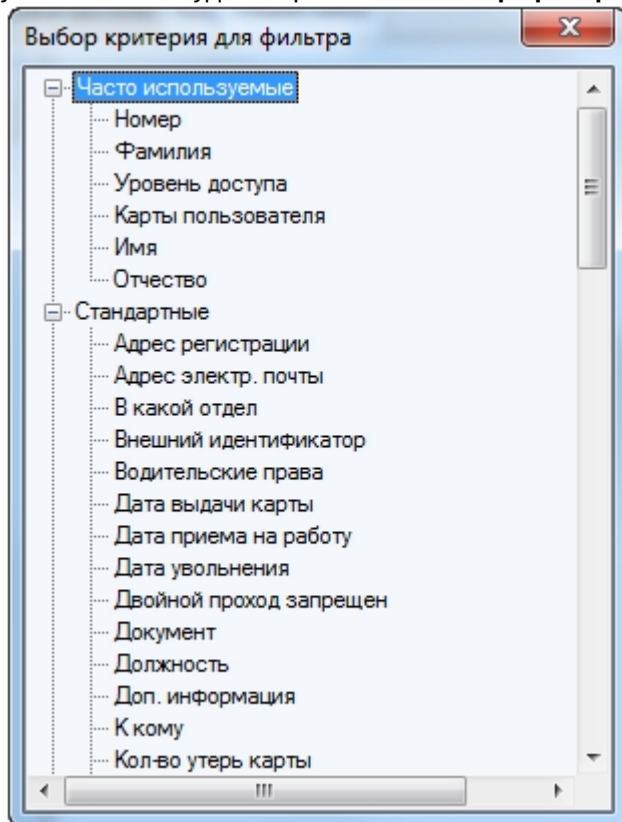 Выбор критерия для фильтра
Часто используемые
Номер
Фамилия
Уровень доступа
Карты пользователя
Имя
Отчество
Стандартные
Адрес регистрации
Адрес электр. почты
В какой отдел
Внешний идентификатор
Водительские права
Дата выдачи карты
Дата приема на работу
Дата увольнения
Двойной проход запрещен
Документ
Должность
Доп. информация
К кому
Кол-во утерь карты